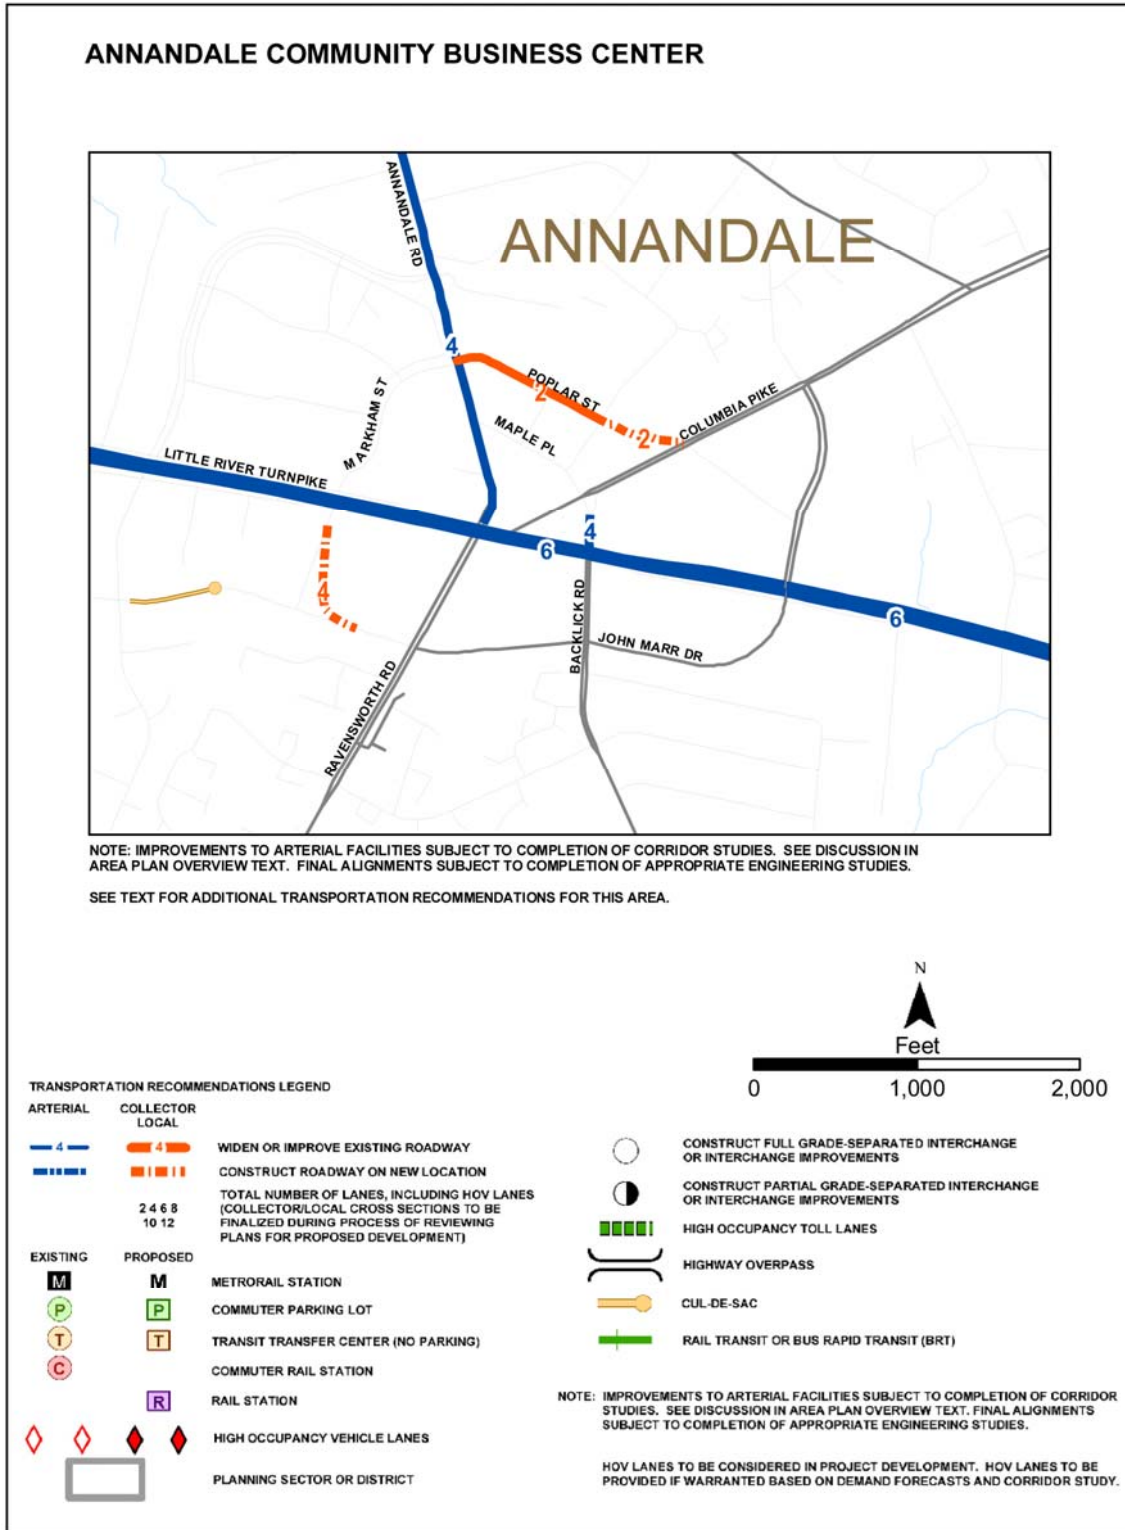 ANNANDALE COMMUNITY BUSINESS CENTER
ANNANDALE RD
ANNANDALE
4
POPLAR ST
2
MAPLE PL
2
COLUMBIA PIKE
MARKHAM ST
LITTLE RIVER TURNPIKE
4
6
4
BACKLICK RD
JOHN MARR DR
6
RAVENSWORTH RD
NOTE: IMPROVEMENTS TO ARTERIAL FACILITIES SUBJECT TO COMPLETION OF CORRIDOR STUDIES. SEE DISCUSSION IN
AREA PLAN OVERVIEW TEXT. FINAL ALIGNMENTS SUBJECT TO COMPLETION OF APPROPRIATE ENGINEERING STUDIES.
SEE TEXT FOR ADDITIONAL TRANSPORTATION RECOMMENDATIONS FOR THIS AREA.
N
Feet
0 1,000 2,000
TRANSPORTATION RECOMMENDATIONS LEGEND
ARTERIAL COLLECTOR
LOCAL
4 4 WIDEN OR IMPROVE EXISTING ROADWAY
CONSTRUCT ROADWAY ON NEW LOCATION
TOTAL NUMBER OF LANES, INCLUDING HOV LANES
2 4 6 8 (COLLECTOR/LOCAL CROSS SECTIONS TO BE
10 12 FINALIZED DURING PROCESS OF REVIEWING
PLANS FOR PROPOSED DEVELOPMENT)
EXISTING PROPOSED
M M METRORAIL STATION
P P COMMUTER PARKING LOT
T T TRANSIT TRANSFER CENTER (NO PARKING)
C COMMUTER RAIL STATION
R RAIL STATION
HIGH OCCUPANCY VEHICLE LANES
PLANNING SECTOR OR DISTRICT
CONSTRUCT FULL GRADE-SEPARATED INTERCHANGE
OR INTERCHANGE IMPROVEMENTS
CONSTRUCT PARTIAL GRADE-SEPARATED INTERCHANGE
OR INTERCHANGE IMPROVEMENTS
HIGH OCCUPANCY TOLL LANES
HIGHWAY OVERPASS
CUL-DE-SAC
RAIL TRANSIT OR BUS RAPID TRANSIT (BRT)
NOTE: IMPROVEMENTS TO ARTERIAL FACILITIES SUBJECT TO COMPLETION OF CORRIDOR
STUDIES. SEE DISCUSSION IN AREA PLAN OVERVIEW TEXT. FINAL ALIGNMENTS
SUBJECT TO COMPLETION OF APPROPRIATE ENGINEERING STUDIES.
HOV LANES TO BE CONSIDERED IN PROJECT DEVELOPMENT. HOV LANES TO BE
PROVIDED IF WARRANTED BASED ON DEMAND FORECASTS AND CORRIDOR STUDY.